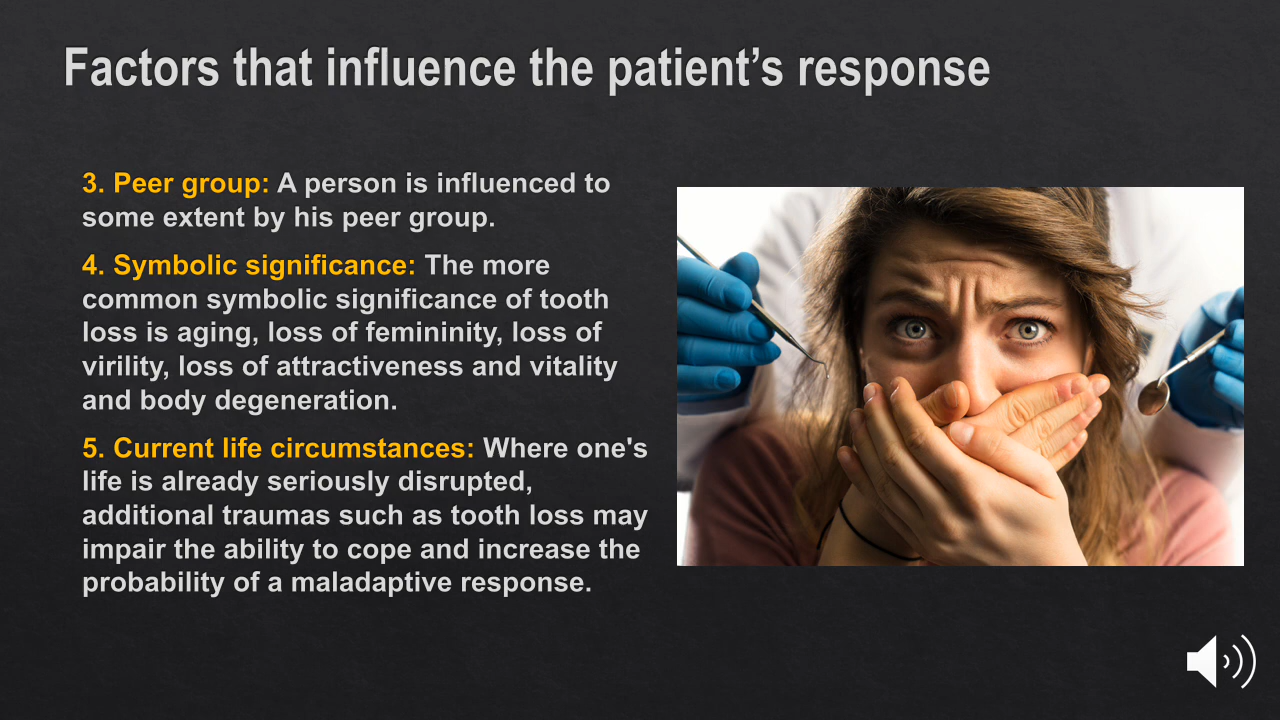 Factors that influence the patient’s response
3. Peer group: A person is influenced to
some extent by his peer group.
4. Symbolic significance: The more
common symbolic significance of tooth
loss is aging, loss of femininity, loss of
virility, loss of attractiveness and vitality
and body degeneration.
5. Current life circumstances: Where one's
life is already seriously disrupted,
additional traumas such as tooth loss may
impair the ability to cope and increase the
probability of a maladaptive response.